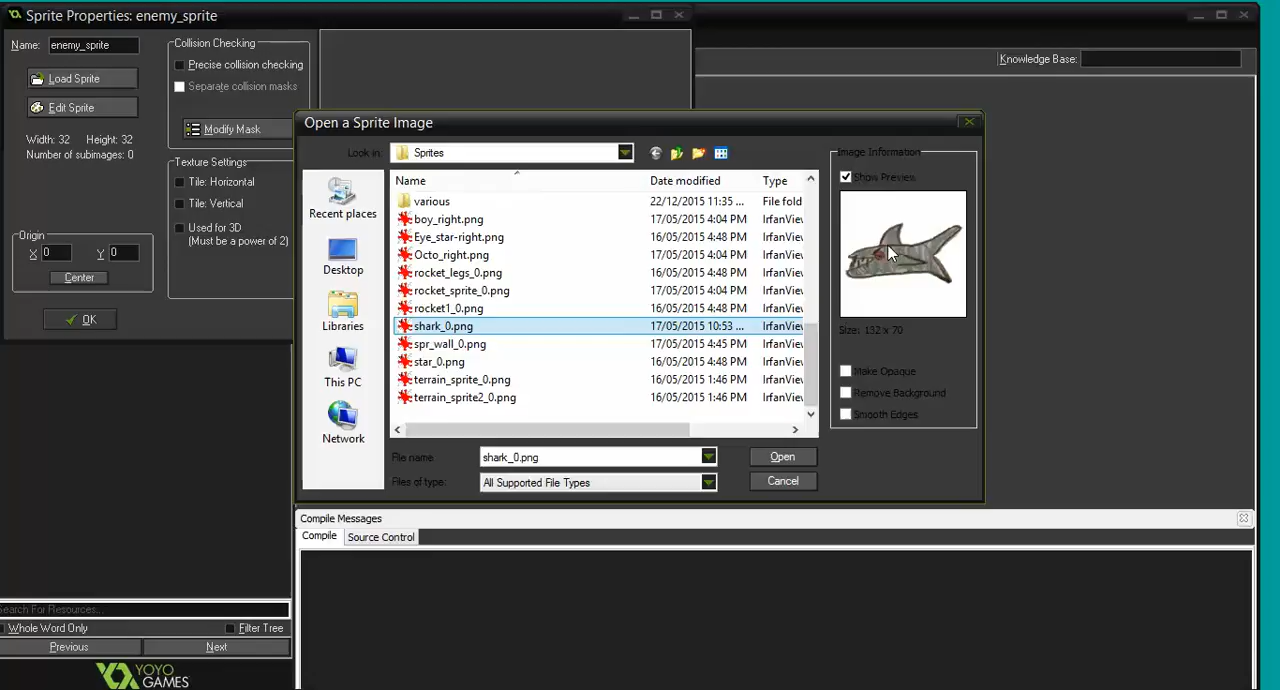 Sprite Properties: enemy_sprite
Name: enemy_sprite
Load Sprite
Edit Sprite
Width: 32 Height: 32
Number of subimages: 0
Collision Checking
Precise collision checking
Separate collision masks
Modify Mask
Texture Settings
Tile: Horizontal
Tile: Vertical
Used for 3D
(Must be a power of 2)
Origin
X 0 Y 0
Center
OK
Knowledge Base:
Open a Sprite Image
Look in: Sprites
Recent places
Desktop
Libraries
This PC
Network
Name Date modified Type
various 22/12/2015 11:35 ... File fold
boy_right.png 17/05/2015 4:04 PM IrfanView
Eye_star-right.png 16/05/2015 4:48 PM IrfanView
Octo_right.png 17/05/2015 4:04 PM IrfanView
rocket_legs_0.png 16/05/2015 4:48 PM IrfanView
rocket_sprite_0.png 17/05/2015 4:04 PM IrfanView
rocket1_0.png 16/05/2015 4:48 PM IrfanView
shark_0.png 17/05/2015 10:53 ... IrfanView
spr_wall_0.png 17/05/2015 4:45 PM IrfanView
star_0.png 16/05/2015 4:48 PM IrfanView
terrain_sprite_0.png 16/05/2015 1:46 PM IrfanView
terrain_sprite2_0.png 16/05/2015 1:46 PM IrfanView
File name: shark_0.png
Files of type: All Supported File Types
Open
Cancel
Image Information
Show Preview
Size: 132 x 70
Make Opaque
Remove Background
Smooth Edges
Compile Messages
Compile Source Control
Search For Resources...
Whole Word Only Filter Tree
Previous Next
YOYO
GAMES